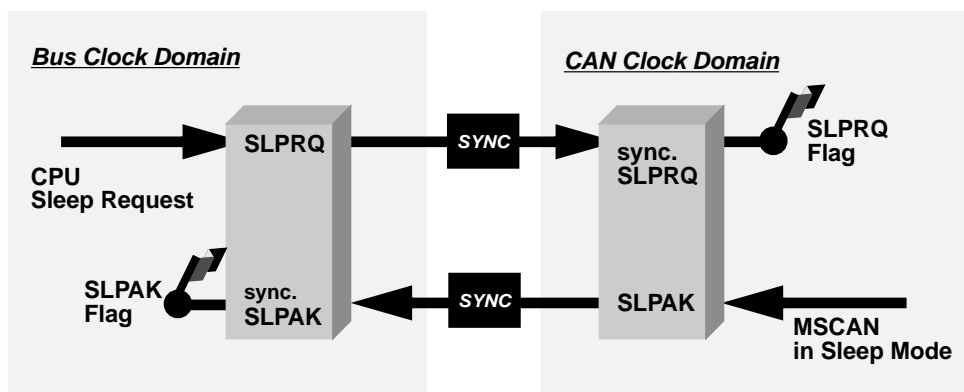 Bus Clock Domain
CAN Clock Domain
SLPRQ
SYNC
sync.
SLPRQ
SLPRQ
Flag
CPU
Sleep Request
SLPAK
Flag
sync.
SLPAK
SYNC
SLPAK
MSCAN
in Sleep Mode